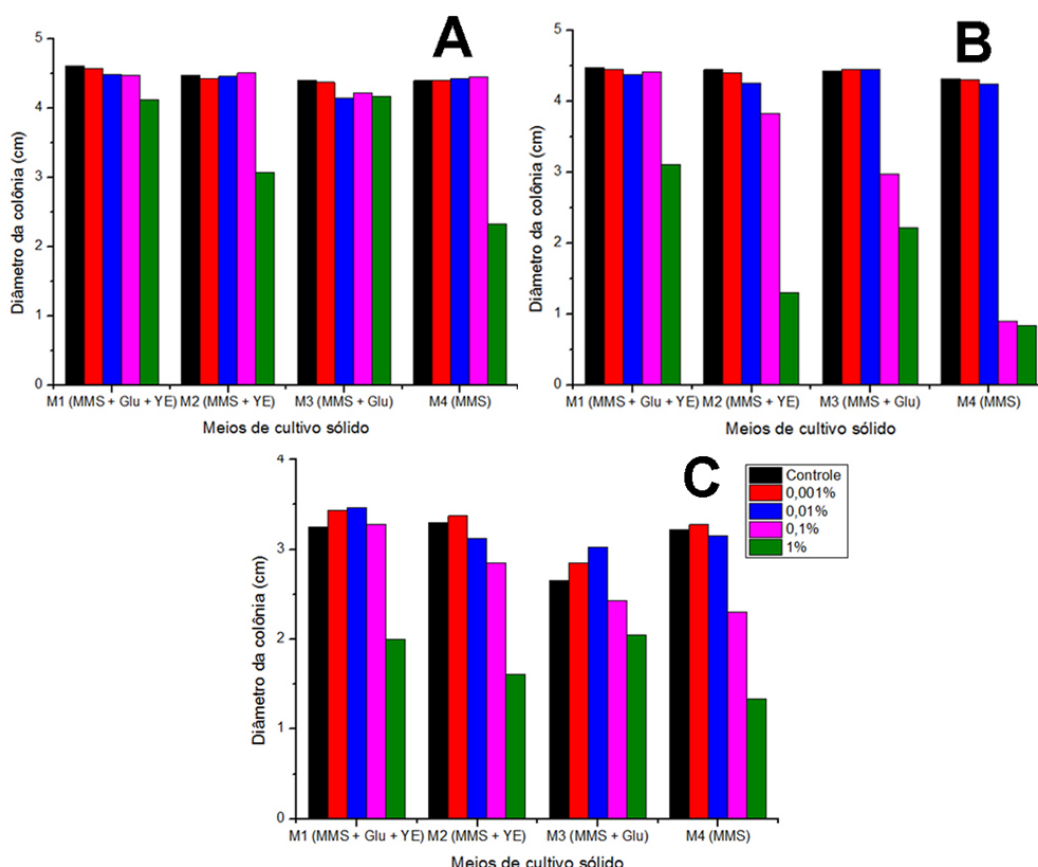 A
Diâmetro da colônia (cm)
5
4
3
2
1
0
M1 (MMS + Glu + YE) M2 (MMS + YE) M3 (MMS + Glu) M4 (MMS)
Meios de cultivo sólido
B
Diâmetro da colônia (cm)
5
4
3
2
1
0
M1 (MMS + Glu + YE) M2 (MMS + YE) M3 (MMS + Glu) M4 (MMS)
Meios de cultivo sólido
C
Controle
0,001%
0,01%
0,1%
1%
Diâmetro da colônia (cm)
4
3
2
1
0
M1 (MMS + Glu + YE) M2 (MMS + YE) M3 (MMS + Glu) M4 (MMS)
Meios de cultivo sólido